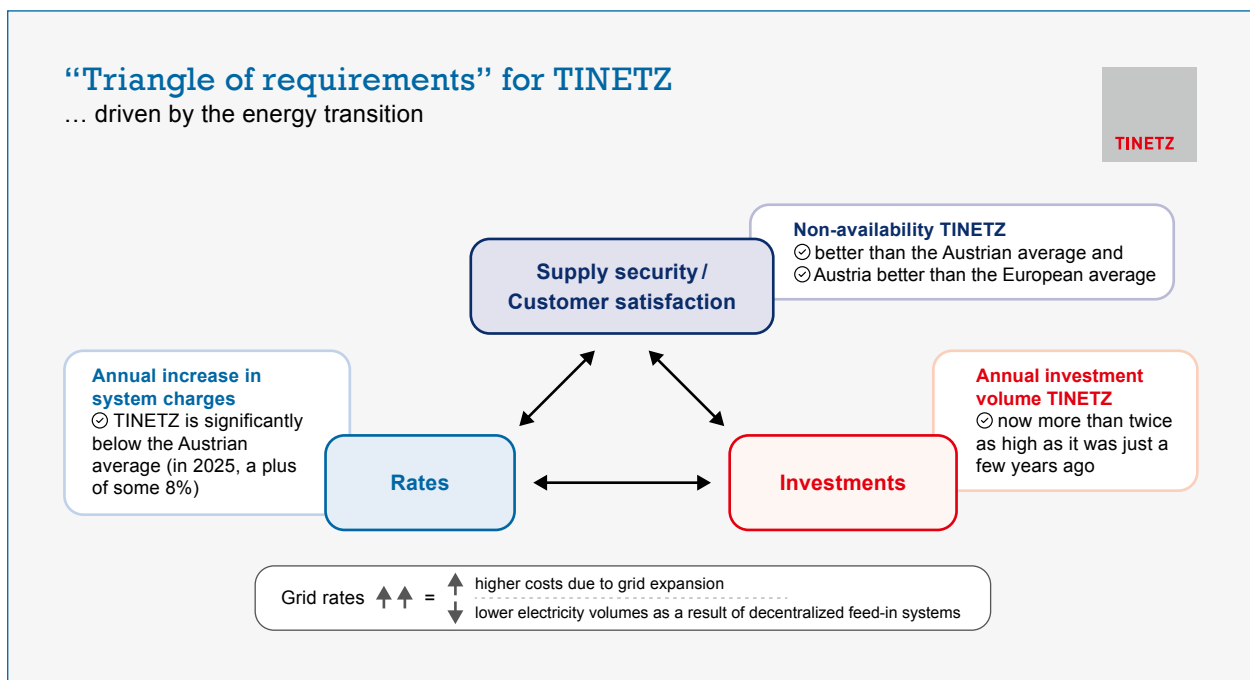 “Triangle of requirements” for TINETZ
… driven by the energy transition
TINETZ
Non-availability TINETZ
better than the Austrian average and
Austria better than the European average
Supply security /
Customer satisfaction
Annual increase in
system charges
TINETZ is significantly
below the Austrian
average (in 2025, a plus
of some 8%)
Rates
Investments
Annual investment
volume TINETZ
now more than twice
as high as it was just a
few years ago
Grid rates ↑↑ =
↑ higher costs due to grid expansion
↓ lower electricity volumes as a result of decentralized feed-in systems